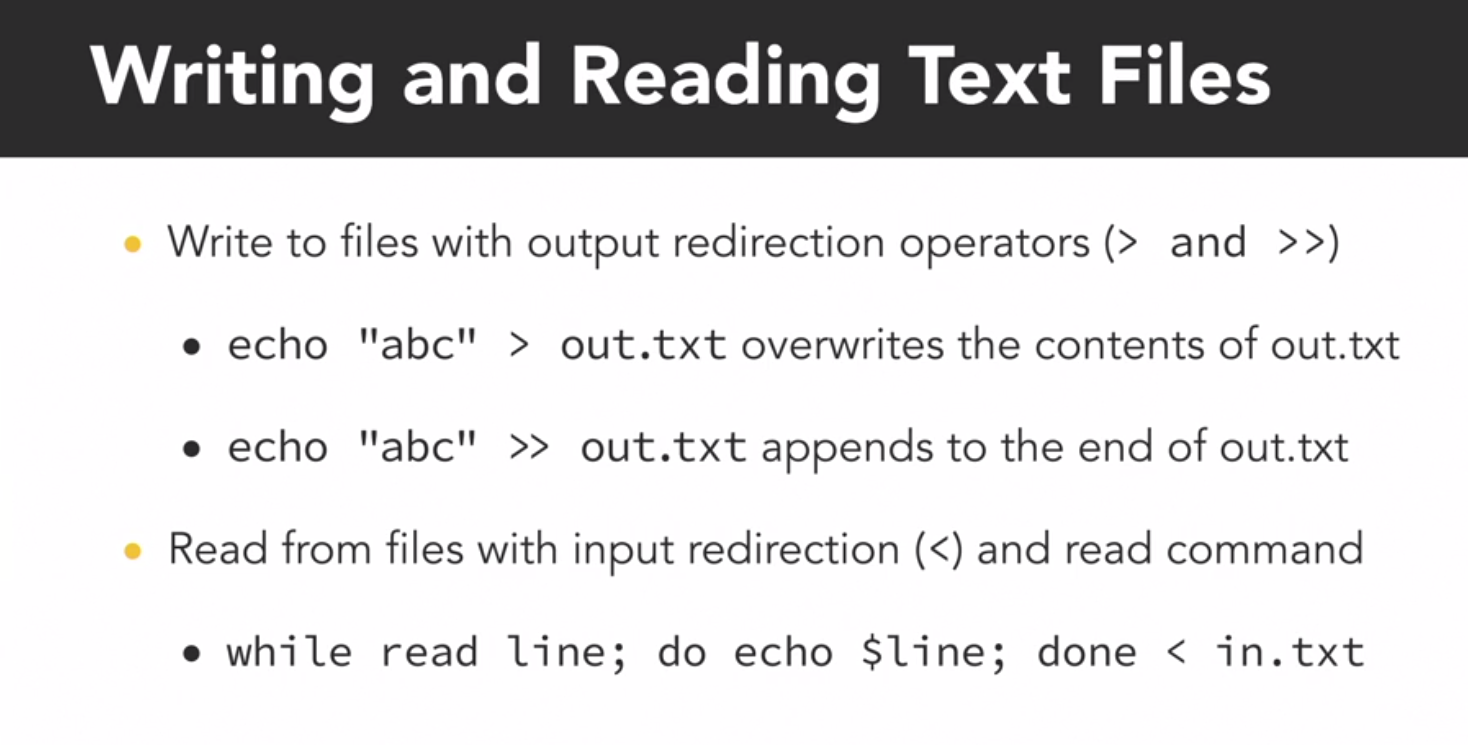 Writing and Reading Text Files
• Write to files with output redirection operators (> and >>)
• echo "abc" > out.txt overwrites the contents of out.txt
• echo "abc" >> out.txt appends to the end of out.txt
• Read from files with input redirection (<) and read command
• while read line; do echo $line; done < in.txt